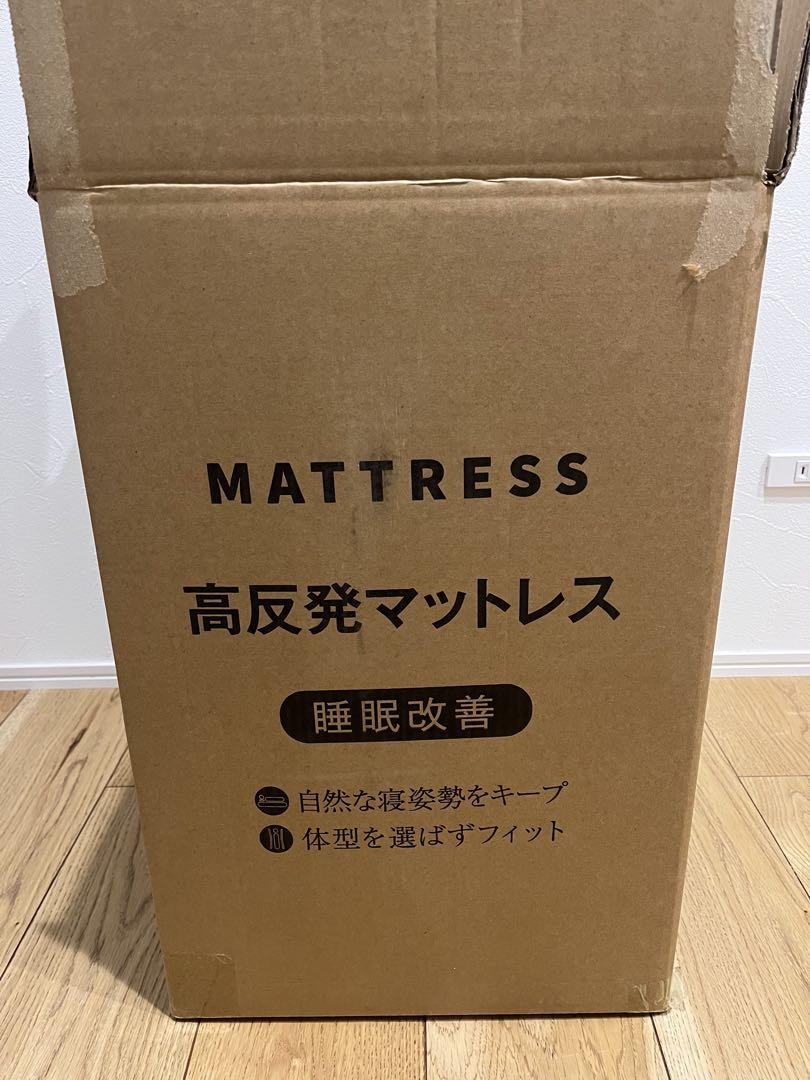 MATTRESS
高反発マットレス
睡眠改善
自然な寝姿勢をキープ
体型を選ばずフィット